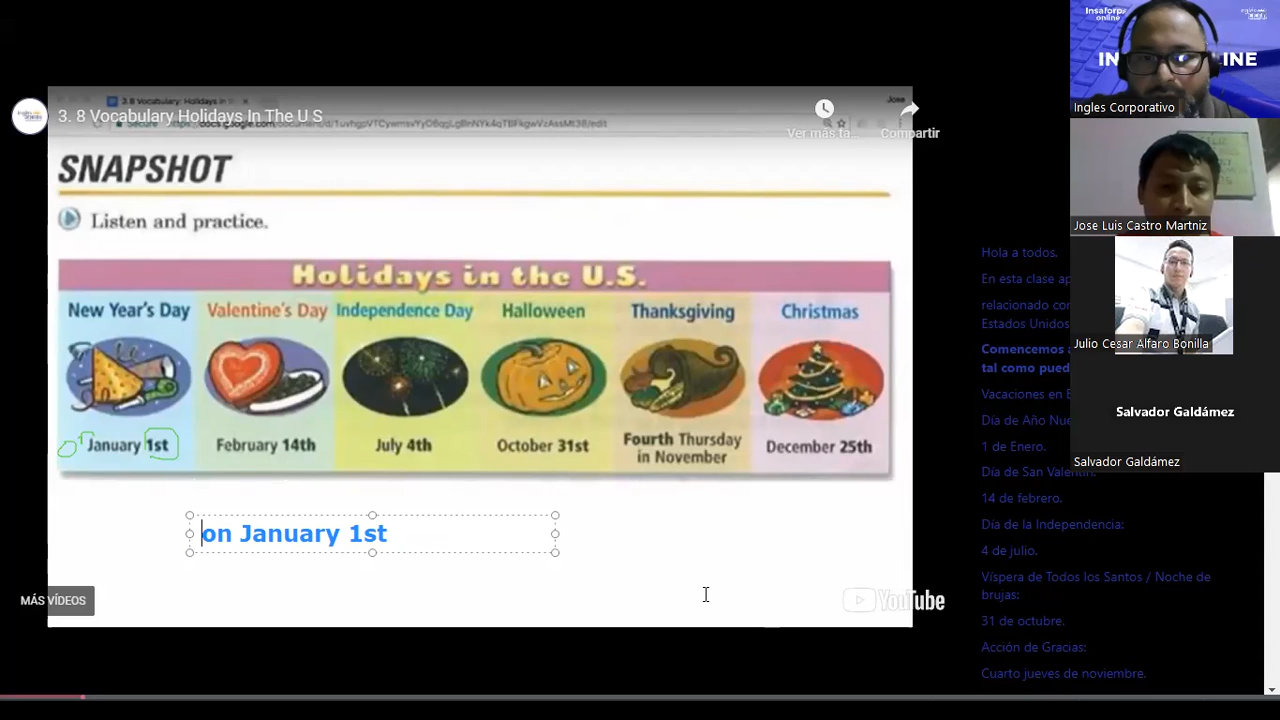 3. 8 Vocabulary Holidays In The U S
Ver más ta...
Compartir
SNAPSHOT
Listen and practice.
Holidays in the U.S.
New Year's Day
Valentine's Day
Independence Day
Halloween
Thanksgiving
Christmas
January 1st
February 14th
July 4th
October 31st
Fourth Thursday
in November
December 25th
on January 1st
MÁS VÍDEOS
YouTube
Insaforp
online
Ingles Corporativo
Jose Luis Castro Martniz
Julio Cesar Alfaro Bonilla
Salvador Galdámez
Salvador Galdámez
Hola a todos.
En esta clase
relacionado
Estados Unidos
Comencemos
tal como
Vacaciones en
Día de Año
1 de Enero.
Día de San Valentín:
14 de febrero.
Dia de la Independencia:
4 de julio.
Víspera de Todos los Santos / Noche de
brujas:
31 de octubre.
Acción de Gracias:
Cuarto jueves de noviembre.